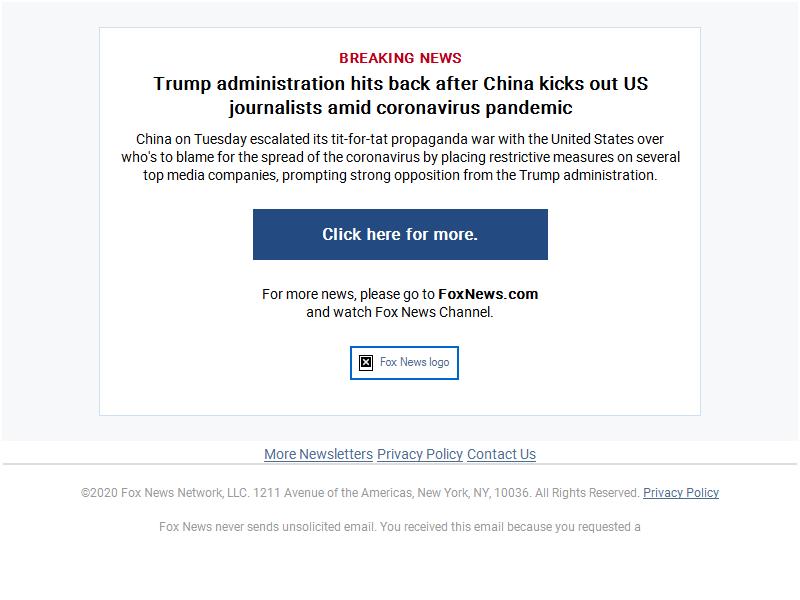 BREAKING NEWS
Trump administration hits back after China kicks out US
journalists amid coronavirus pandemic
China on Tuesday escalated its tit-for-tat propaganda war with the United States over
who's to blame for the spread of the coronavirus by placing restrictive measures on several
top media companies, prompting strong opposition from the Trump administration.
Click here for more.
For more news, please go to FoxNews.com
and watch Fox News Channel.
Fox News logo
More Newsletters Privacy Policy Contact Us
©2020 Fox News Network, LLC. 1211 Avenue of the Americas, New York, NY, 10036. All Rights Reserved. Privacy Policy
Fox News never sends unsolicited email. You received this email because you requested a